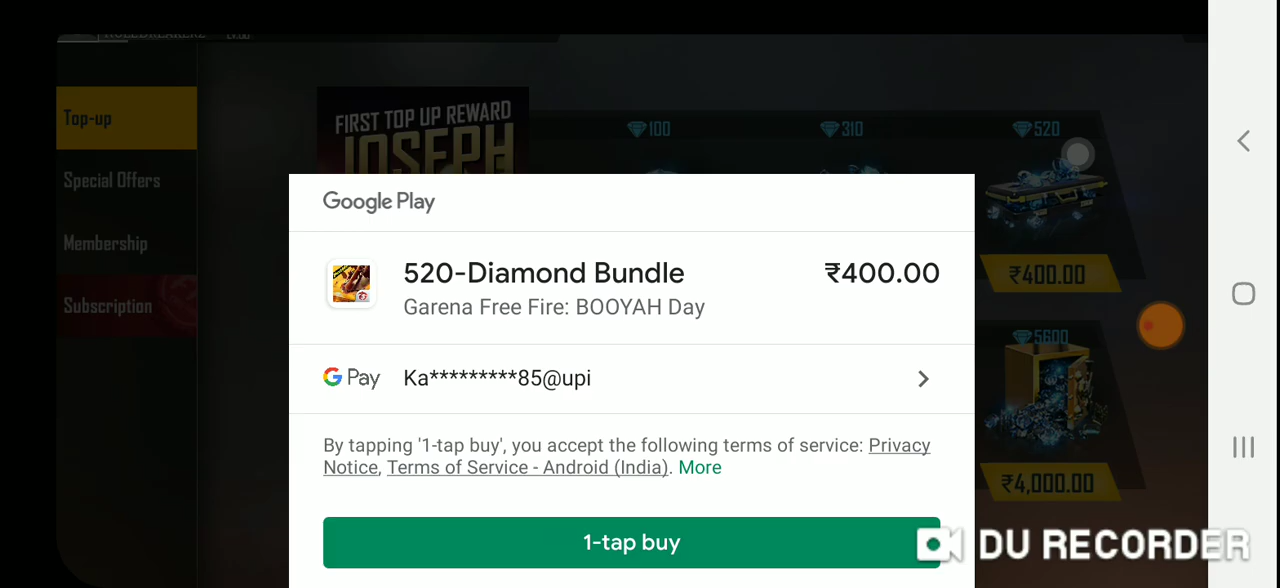 Top-up
Special Offers
Membership
Subscription
FIRST TOP UP REWARD
JOSEPH
100
310
520
₹400.00
5600
₹4,000.00
Google Play
520-Diamond Bundle
₹400.00
Garena Free Fire: BOOYAH Day
G Pay
Ka*********85@upi
By tapping '1-tap buy', you accept the following terms of service: Privacy
Notice, Terms of Service - Android (India). More
1-tap buy
DU RECORDER